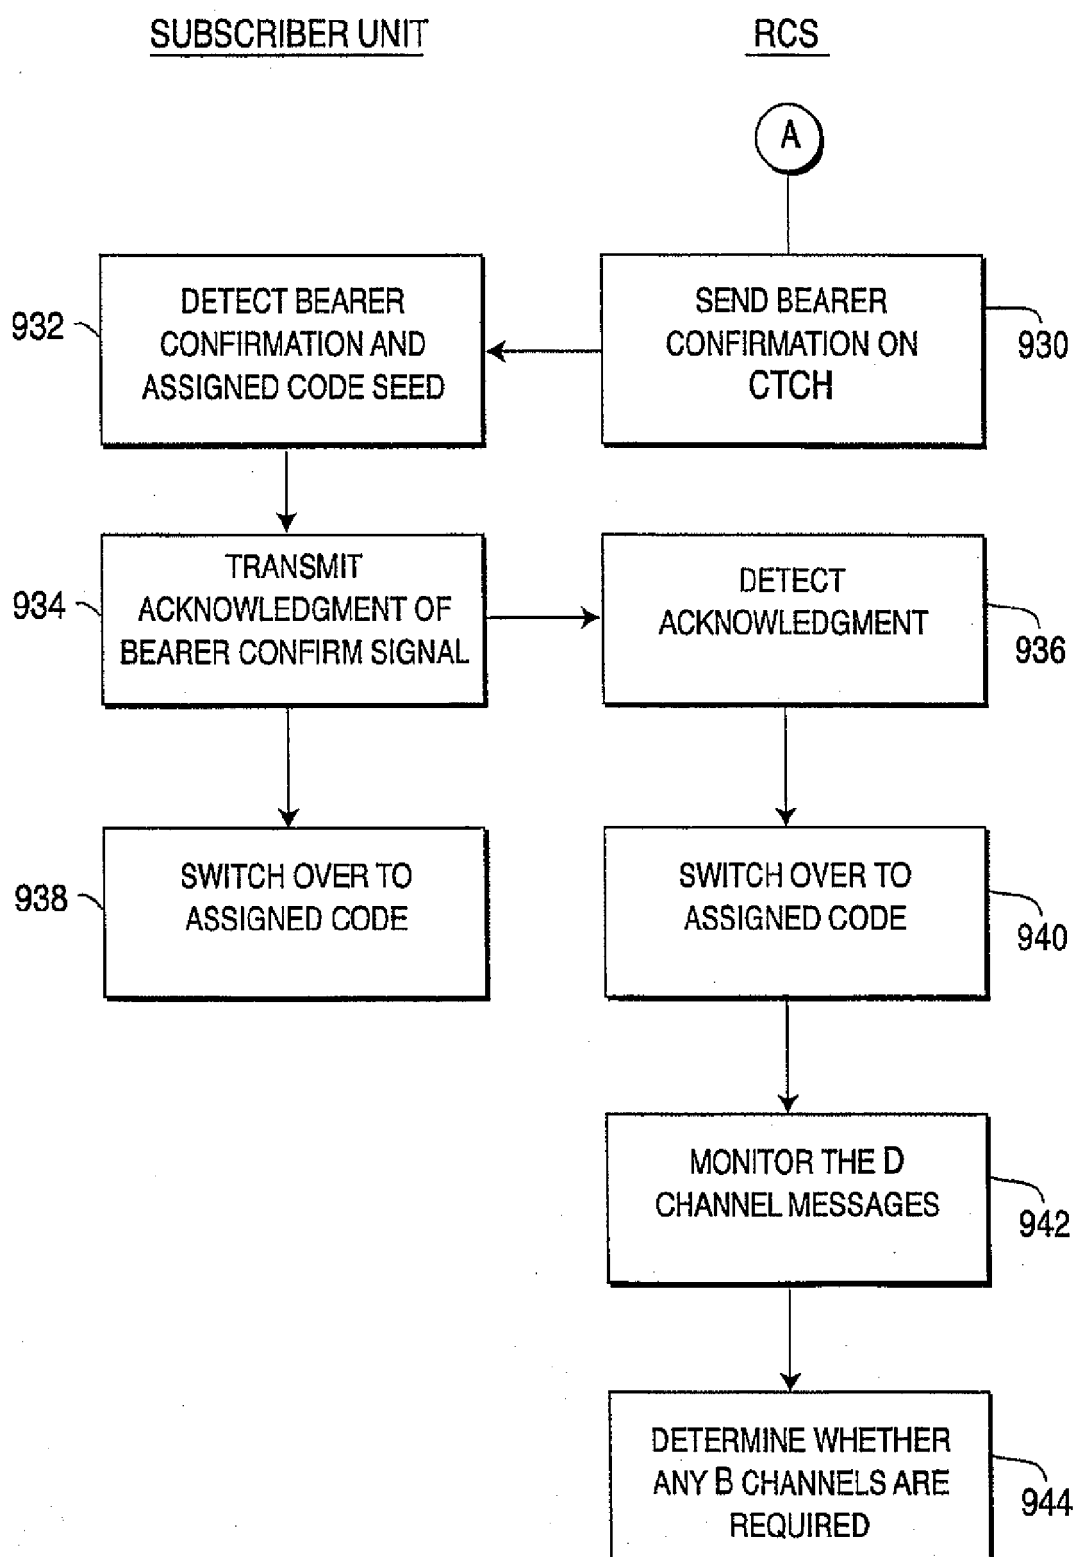 SUBSCRIBER UNIT
RCS
A
932
DETECT BEARER
CONFIRMATION AND
ASSIGNED CODE SEED
SEND BEARER
CONFIRMATION ON
CTCH
930
934
TRANSMIT
ACKNOWLEDGMENT OF
BEARER CONFIRM SIGNAL
DETECT
ACKNOWLEDGMENT
936
938
SWITCH OVER TO
ASSIGNED CODE
SWITCH OVER TO
ASSIGNED CODE
940
MONITOR THE D
CHANNEL MESSAGES
942
DETERMINE WHETHER
ANY B CHANNELS ARE
REQUIRED
944